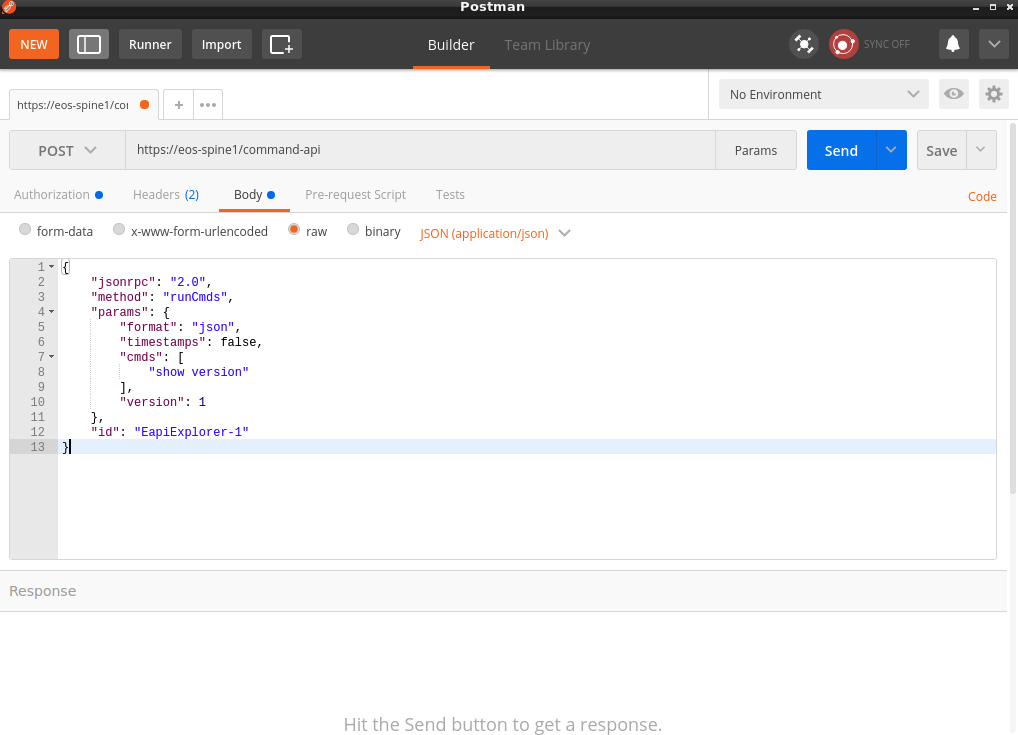 Postman
NEW
Runner
Import
Builder
Team Library
SYNC OFF
https://eos-spine1/cor
No Environment
POST
https://eos-spine1/command-api
Params
Send
Save
Authorization
Headers (2)
Body
Pre-request Script
Tests
Code
form-data
x-www-form-urlencoded
raw
binary
JSON (application/json)
1 {
2 "jsonrpc": "2.0",
3 "method": "runCmds",
4 "params": {
5 "format": "json",
6 "timestamps": false,
7 "cmds": [
8 "show version"
9 ],
10 "version": 1
11 },
12 "id": "EapiExplorer-1"
13 }
Response
Hit the Send button to get a response.